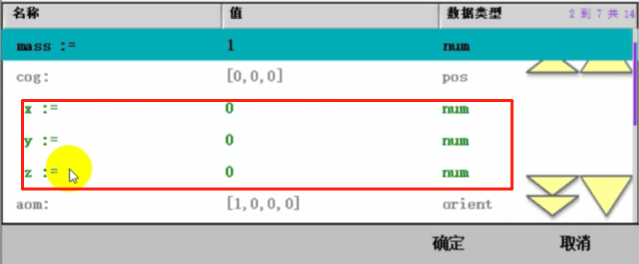 名称 值 数据类型 2 到 7 共 14
mass := 1 num
cog: [0,0,0] pos
x := 0 num
y := 0 num
z := 0 num
aom: [1,0,0,0] orient
确定 取消